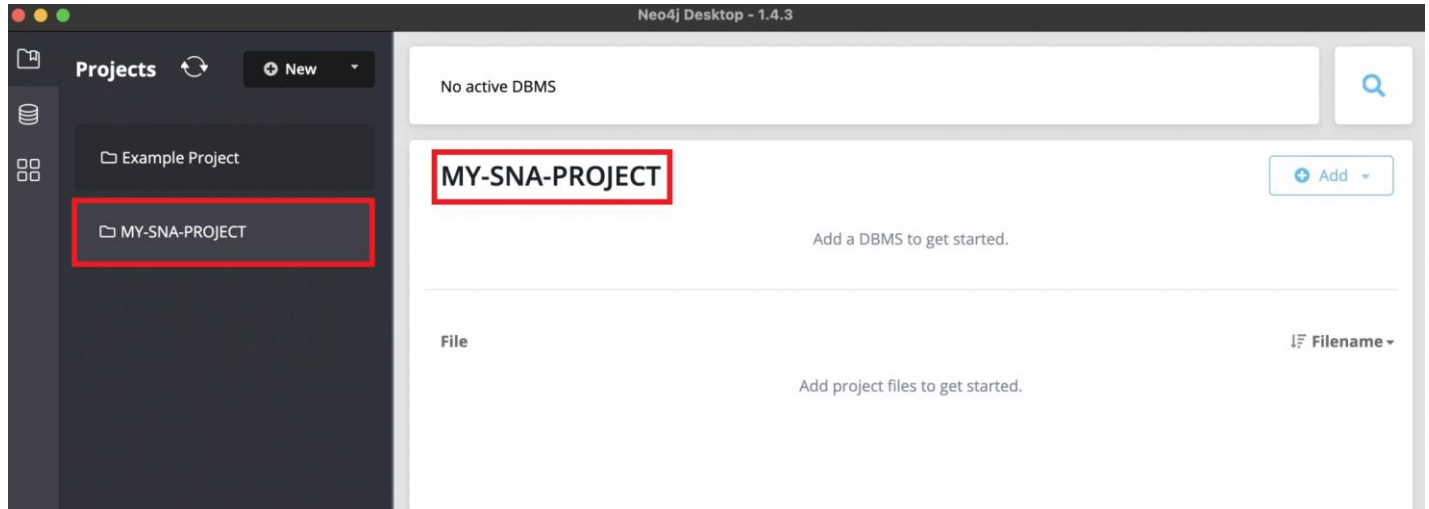 Neo4j Desktop - 1.4.3
Projects
New
Example Project
MY-SNA-PROJECT
No active DBMS
MY-SNA-PROJECT
Add
Add a DBMS to get started.
File
Filename
Add project files to get started.